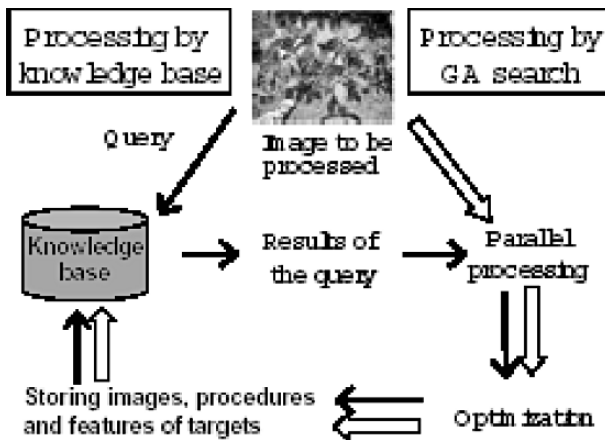 Processing by
knowledge base
Processing by
GA search
Query
Image to be
processed
Knowledge
base
Results of
the query
Parallel
processing
Storing images, procedures
and features of targets
Optimization